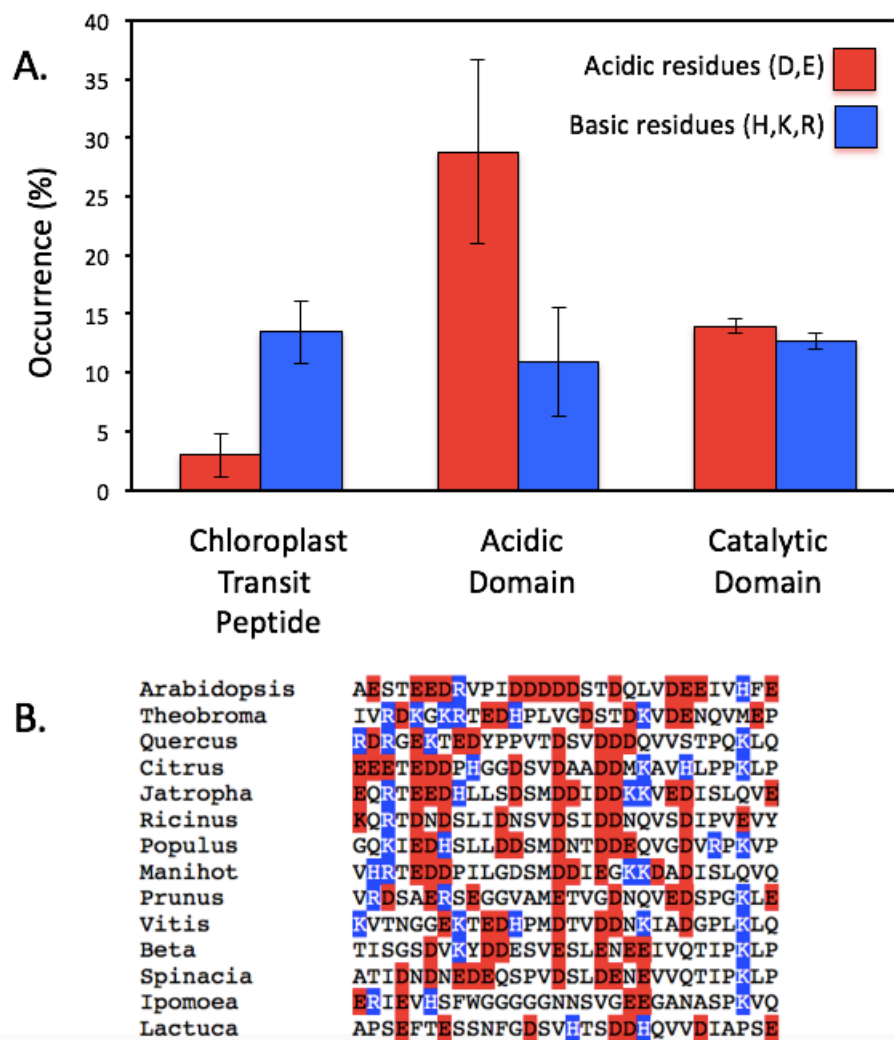 A.
40
35
30
25
20
15
10
5
0
Occurrence (%)
Acidic residues (D,E)
Basic residues (H,K,R)
Chloroplast
Transit
Peptide
Acidic
Domain
Catalytic
Domain
B.
Arabidopsis AESTEEDRVPIDDDDDSTDQLVDEEIVHFE
Theobroma IVRDKGKRTEDHPLVGDSTDKVDENQVMEP
Quercus RDRGEKTEDYPPVTDSVDDDQVVSTPQKLQ
Citrus EEETEDDPHGGDSVDAADDMKAVHLPPKLP
Jatropha EQRTEEDHLLSDSMDDIDDKKVEDISLQVE
Ricinus KQRTDNDSLIDNSVDSIDDNQVSDIPVEVY
Populus GQKIEDHSLLDDSMDNTDDEQVGDVRPKVP
Manihot VHRTEDDPILGDSMDDIEGKKDADISLQVQ
Prunus VRDSAERSEGGVAMETVGDNQVEDSPGKLE
Vitis KVTNGGEKTEDHPMDTVDDNKIADGPLKLQ
Beta TISGSDVKYDDESVESLENEEIVQTIPKLP
Spinacia ATIDNDNEDEQSPVDSLDENEVVQTIPKLP
Ipomoea ERIEVHSFWGGGGGNNSVGEEGANASPKVQ
Lactuca APSEFTESSNFGDSVHTSDDHQVVDIAPSE